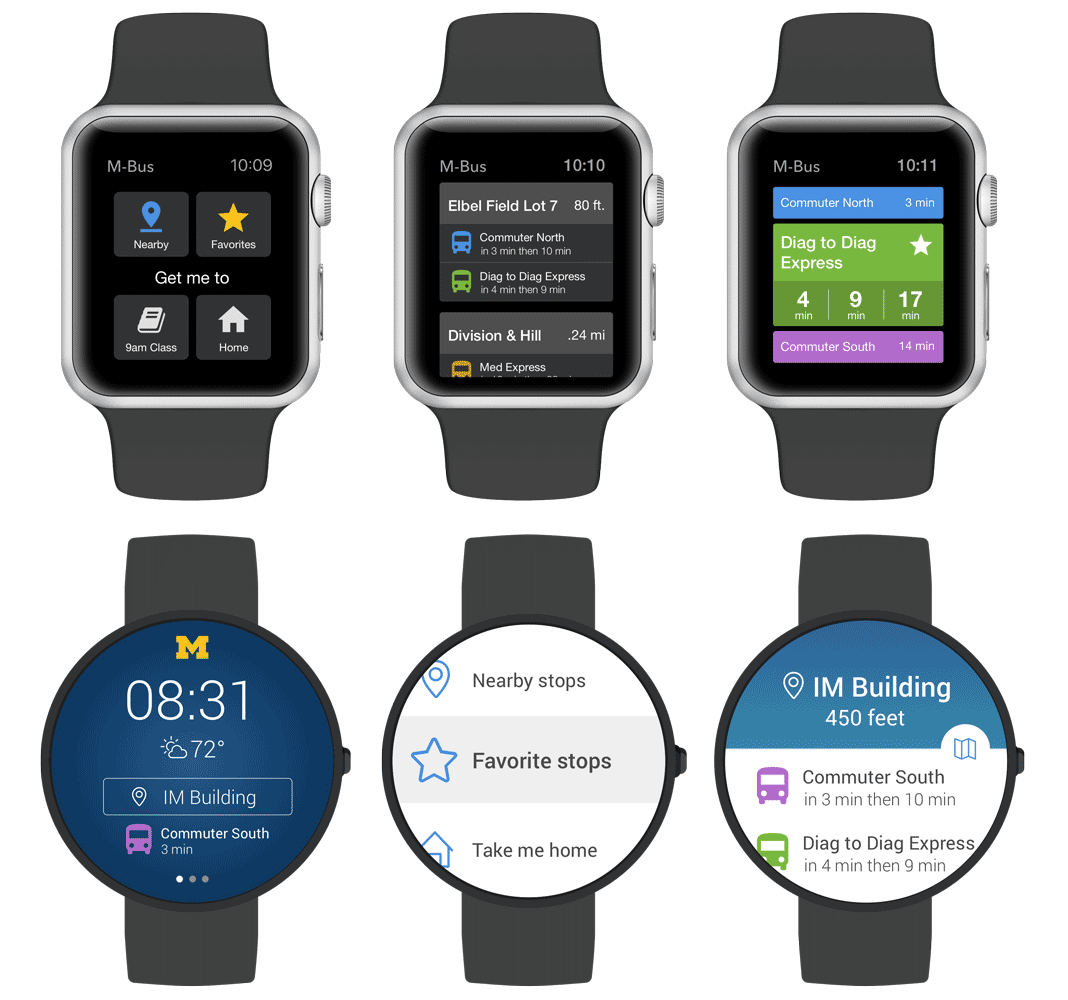 M-Bus 10:09
Nearby Favorites
Get me to
9am Class Home
M-Bus 10:10
Elbel Field Lot 7 80 ft.
Commuter North
in 3 min then 10 min
Diag to Diag Express
in 4 min then 9 min
Division & Hill .24 mi
Med Express
M-Bus 10:11
Commuter North 3 min
Diag to Diag
Express
4 9 17
min min min
Commuter South 14 min
M
08:31
72°
IM Building
Commuter South
3 min
Nearby stops
Favorite stops
Take me home
IM Building
450 feet
Commuter South
in 3 min then 10 min
Diag to Diag Express
in 4 min then 9 min